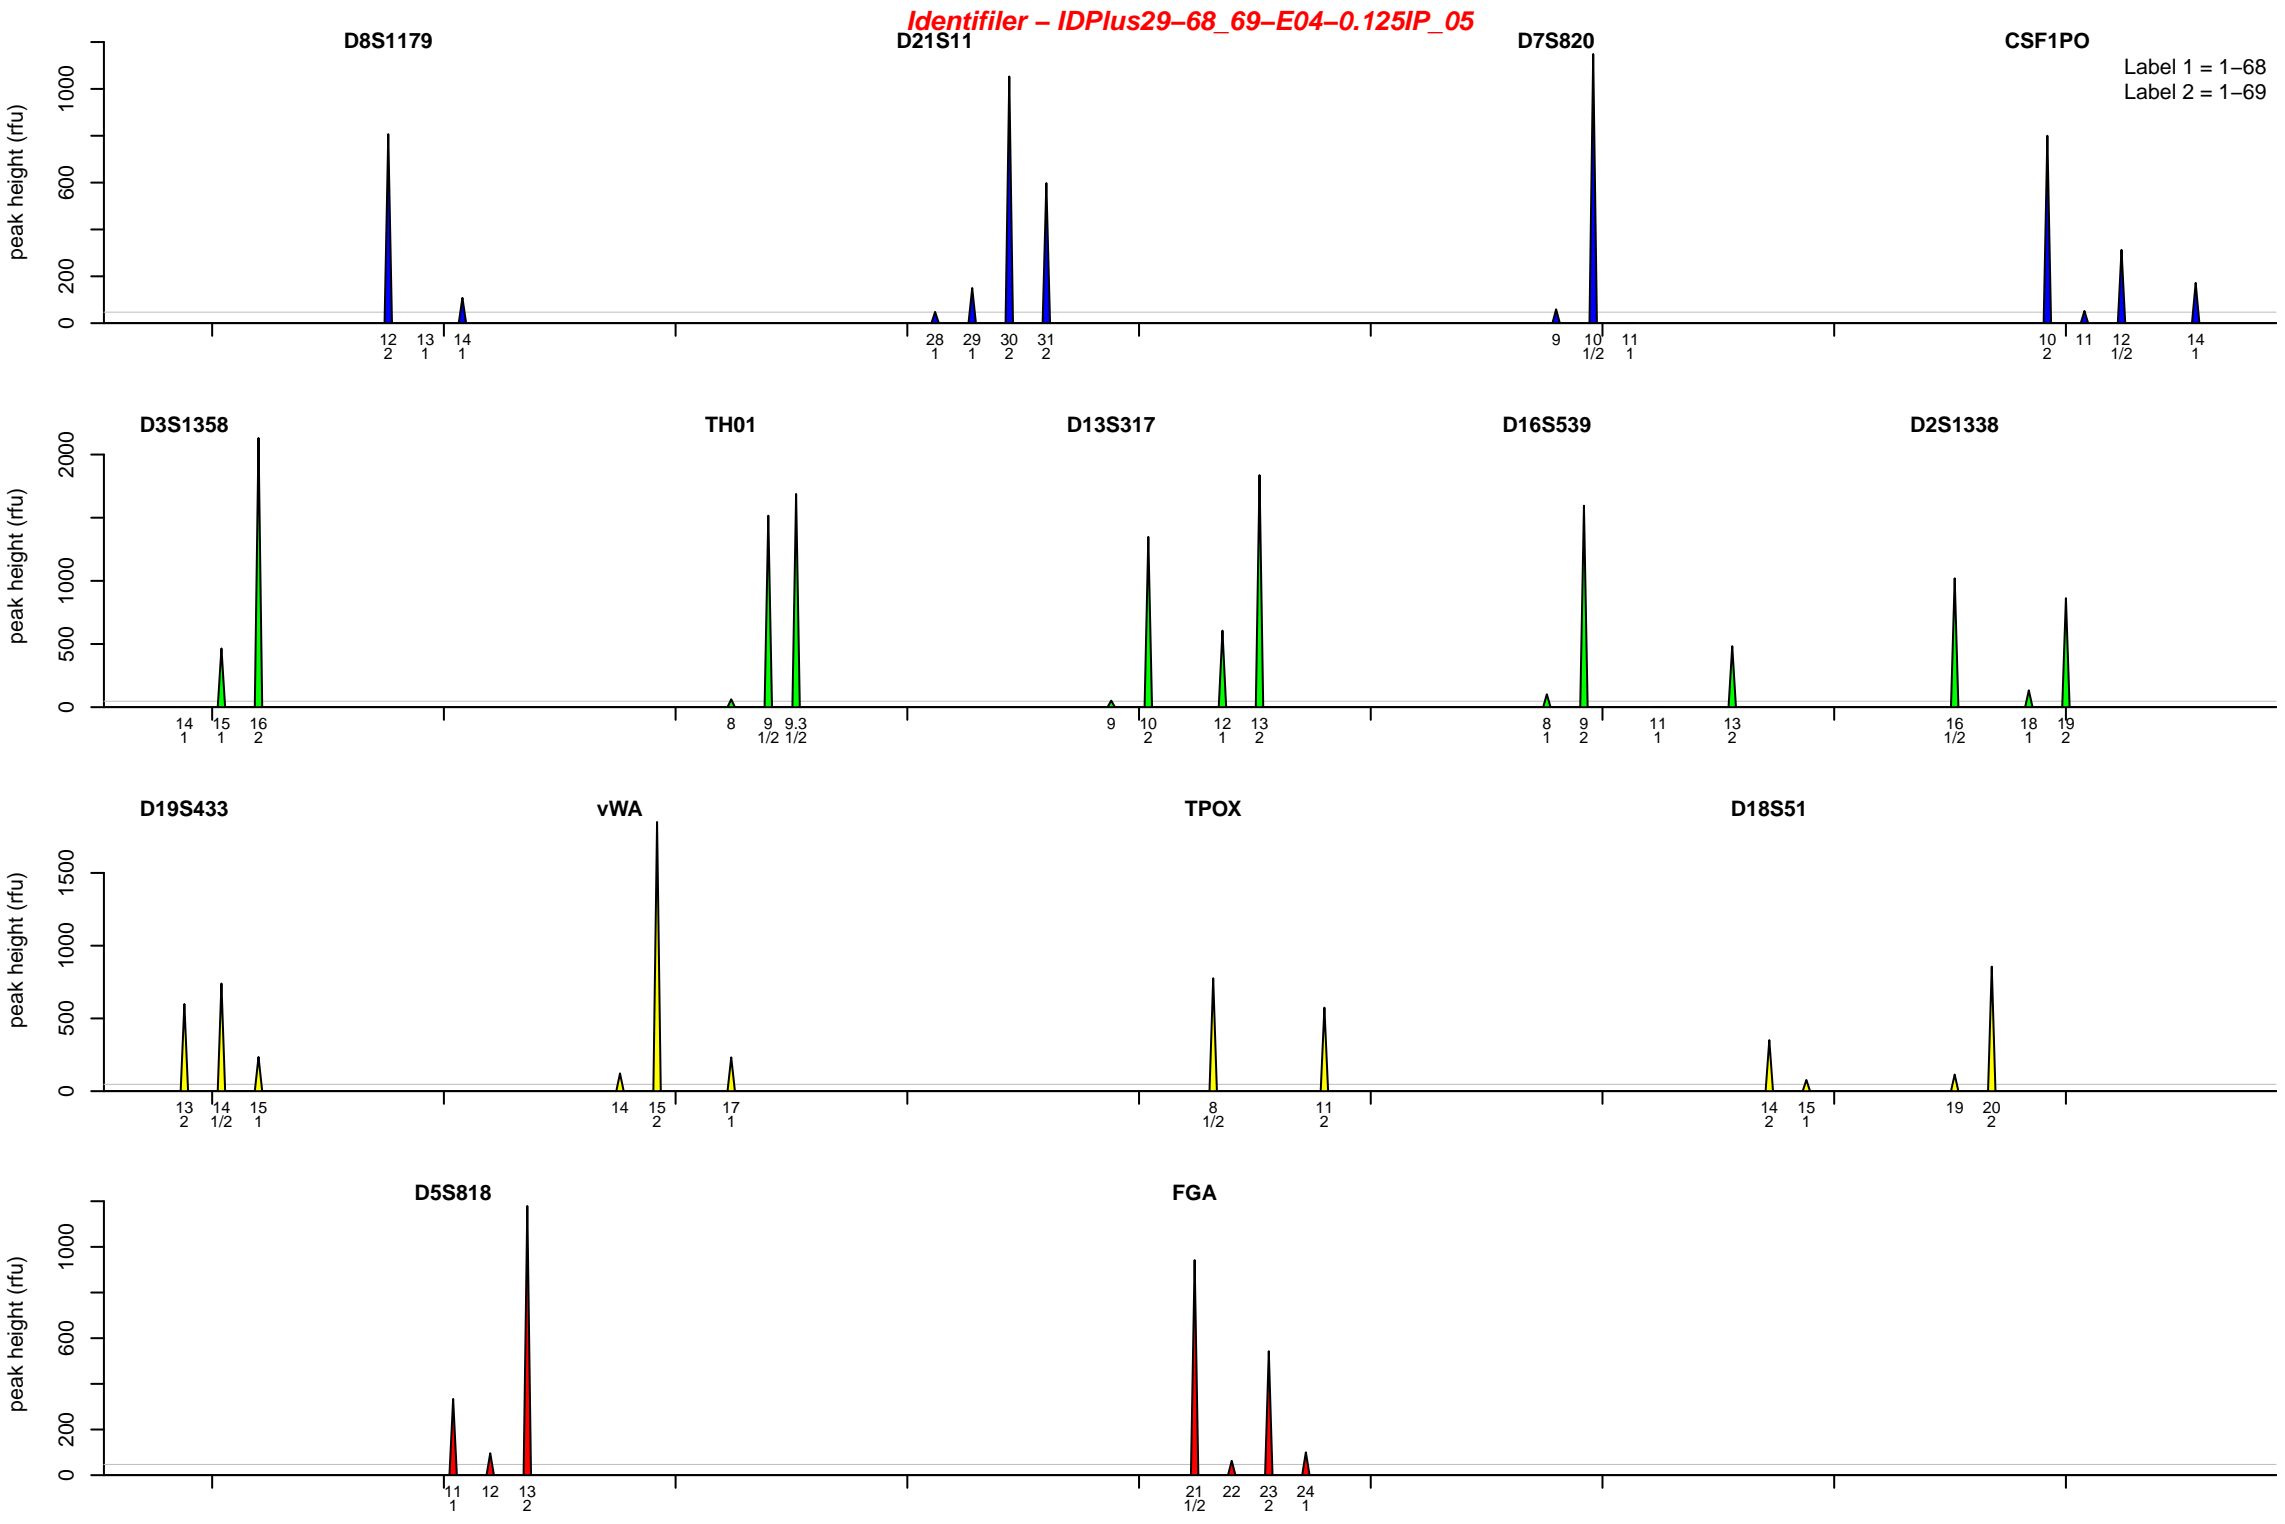 Identifiler – IDPlus29–68_69–E04–0.125IP_05
D8S1179 D21S11 D7S820 CSF1PO
Label 1 = 1–68
Label 2 = 1–69
peak height (rfu)
0 200 600 1000
12 13 14 28 29 30 31 9 10 11 10 11 12 14
2 1 1 1 1 2 2 1/2 1 2 1/2 1
D3S1358 TH01 D13S317 D16S539 D2S1338
peak height (rfu)
0 500 1000 2000
14 15 16 8 9 9.3 9 10 12 13 8 9 11 13 16 18 19
1 1 2 1/2 1/2 2 1 2 1 2 1 2 1/2 1 2
D19S433 vWA TPOX D18S51
peak height (rfu)
0 500 1000 1500
13 14 15 14 15 17 8 11 14 15 19 20
2 1/2 1 2 1 1/2 2 2 1 2
D5S818 FGA
peak height (rfu)
0 200 600 1000
11 12 13 21 22 23 24
1 2 1/2 2 1